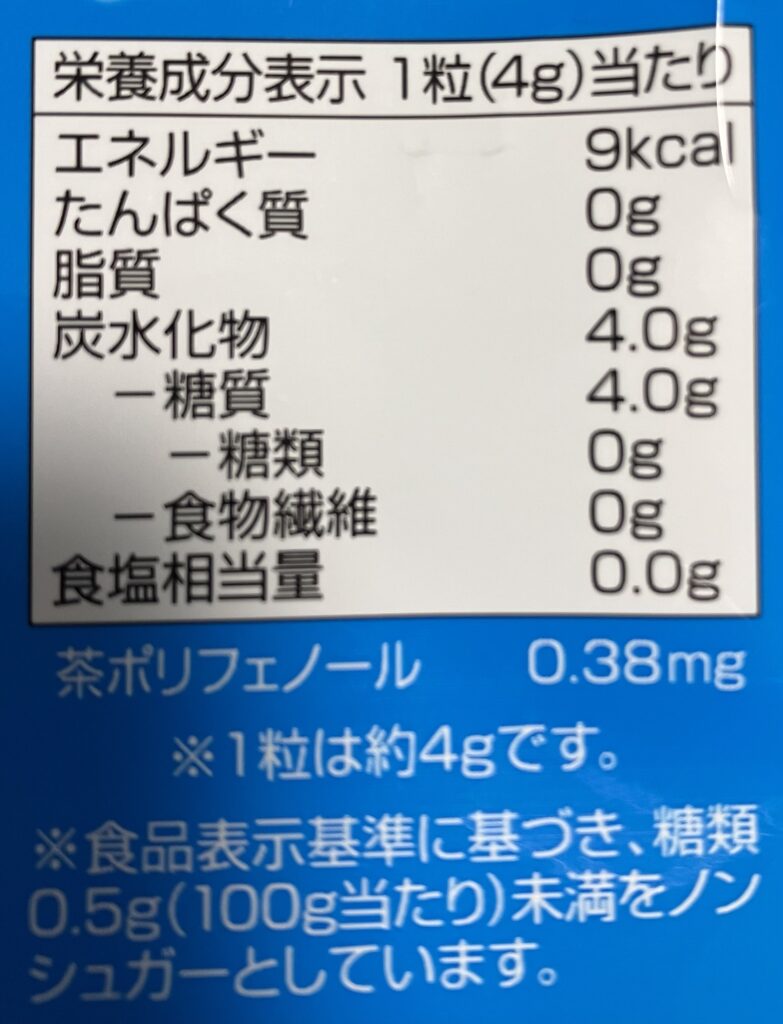 栄養成分表示 1粒(4g)当たり
エネルギー 9kcal
たんぱく質 0g
脂質 0g
炭水化物 4.0g
－糖質 4.0g
－糖類 0g
－食物繊維 0g
食塩相当量 0.0g
茶ポリフェノール 0.38mg
※1粒は約4gです。
※食品表示基準に基づき、糖類
0.5g(100g当たり)未満をノン
シュガーとしています。